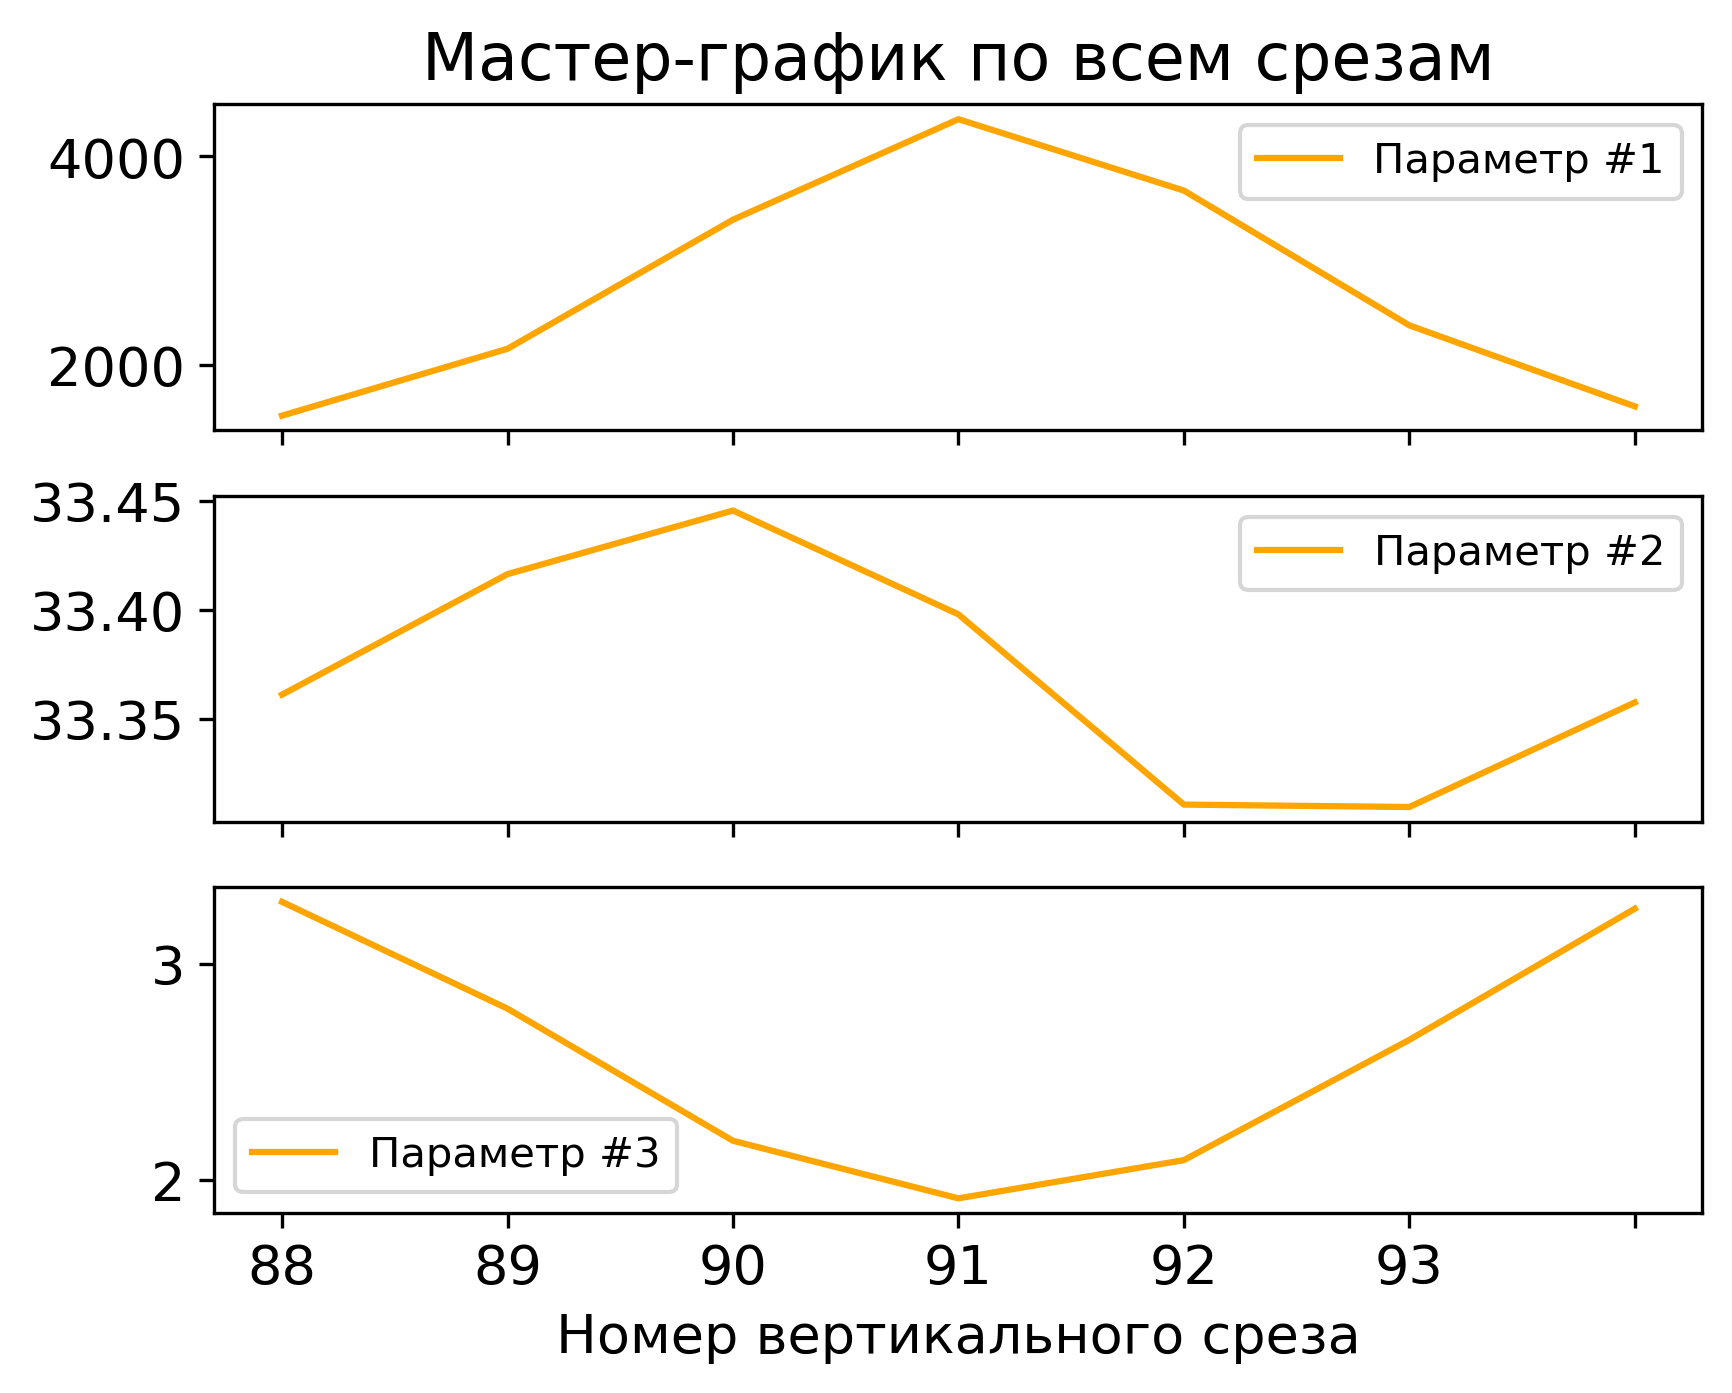 Мастер-график по всем срезам
4000
2000
Параметр #1
33.45
33.40
33.35
Параметр #2
3
2
Параметр #3
88 89 90 91 92 93
Номер вертикального среза